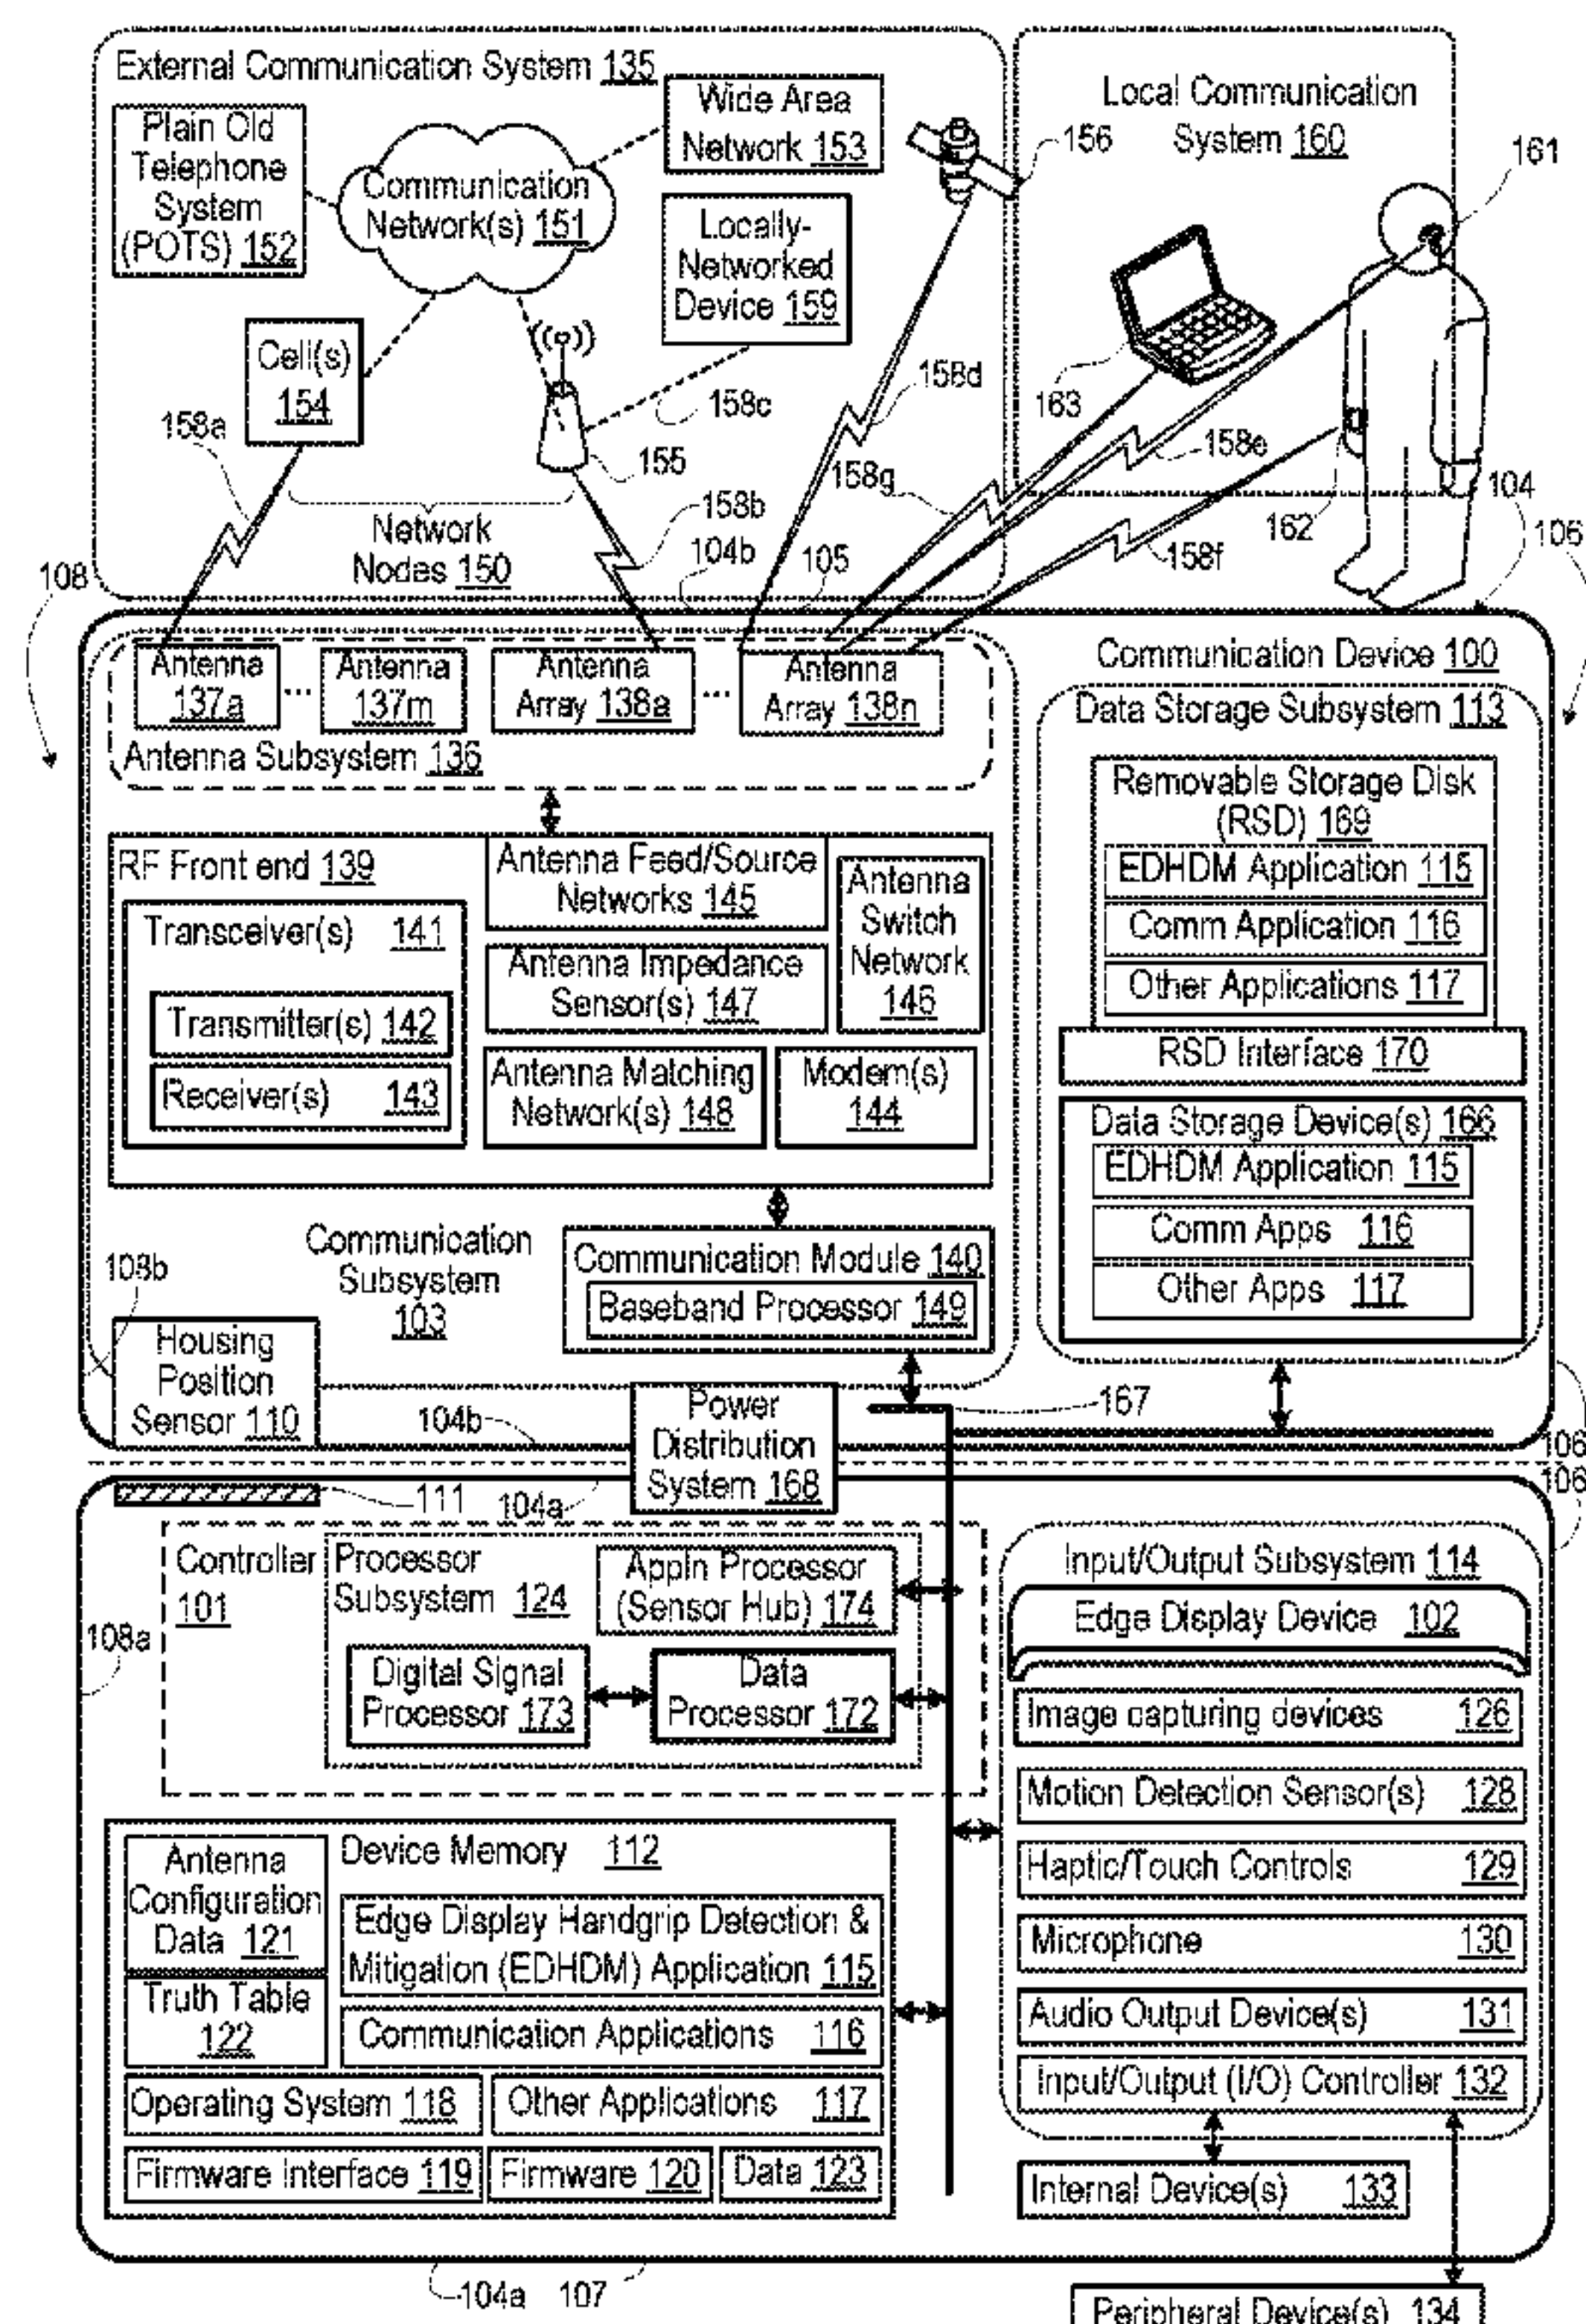 External Communication System 135
Plain Old
Telephone
System
(POTS) 152
Communication
Network(s) 151
Wide Area
Network 153
Locally-
Networked
Device 159
Cell(s)
154
158a
155
158b
158c
158d
158g
Network
Nodes 150
156
Local Communication
System 160
161
163
158e
162
158f
104
106
108
104b
105
Antenna
137a
...
Antenna
137m
Antenna
Array 138a
...
Antenna
Array 138n
Antenna Subsystem 136
RF Front end 139
Transceiver(s) 141
Transmitter(s) 142
Receiver(s) 143
Antenna Feed/Source
Networks 145
Antenna Impedance
Sensor(s) 147
Antenna
Switch
Network
146
Antenna Matching
Network(s) 148
Modem(s)
144
Communication
Subsystem
103
Communication Module 140
Baseband Processor 149
108b
Housing
Position
Sensor 110
104b
Power
Distribution
System 168
167
Communication Device 100
Data Storage Subsystem 113
Removable Storage Disk
(RSD) 169
EDHDM Application 115
Comm Application 116
Other Applications 117
RSD Interface 170
Data Storage Device(s) 166
EDHDM Application 115
Comm Apps 116
Other Apps 117
106
106
111
104a
108a
Controller
101
Processor
Subsystem 124
Appln Processor
(Sensor Hub) 174
Digital Signal
Processor 173
Data
Processor 172
Device Memory 112
Antenna
Configuration
Data 121
Truth Table
122
Edge Display Handgrip Detection &
Mitigation (EDHDM) Application 115
Communication Applications 116
Operating System 118
Other Applications 117
Firmware Interface 119
Firmware 120
Data 123
Input/Output Subsystem 114
Edge Display Device 102
Image capturing devices 126
Motion Detection Sensor(s) 128
Haptic/Touch Controls 129
Microphone 130
Audio Output Device(s) 131
Input/Output (I/O) Controller 132
Internal Device(s) 133
104a 107
Peripheral Device(s) 134